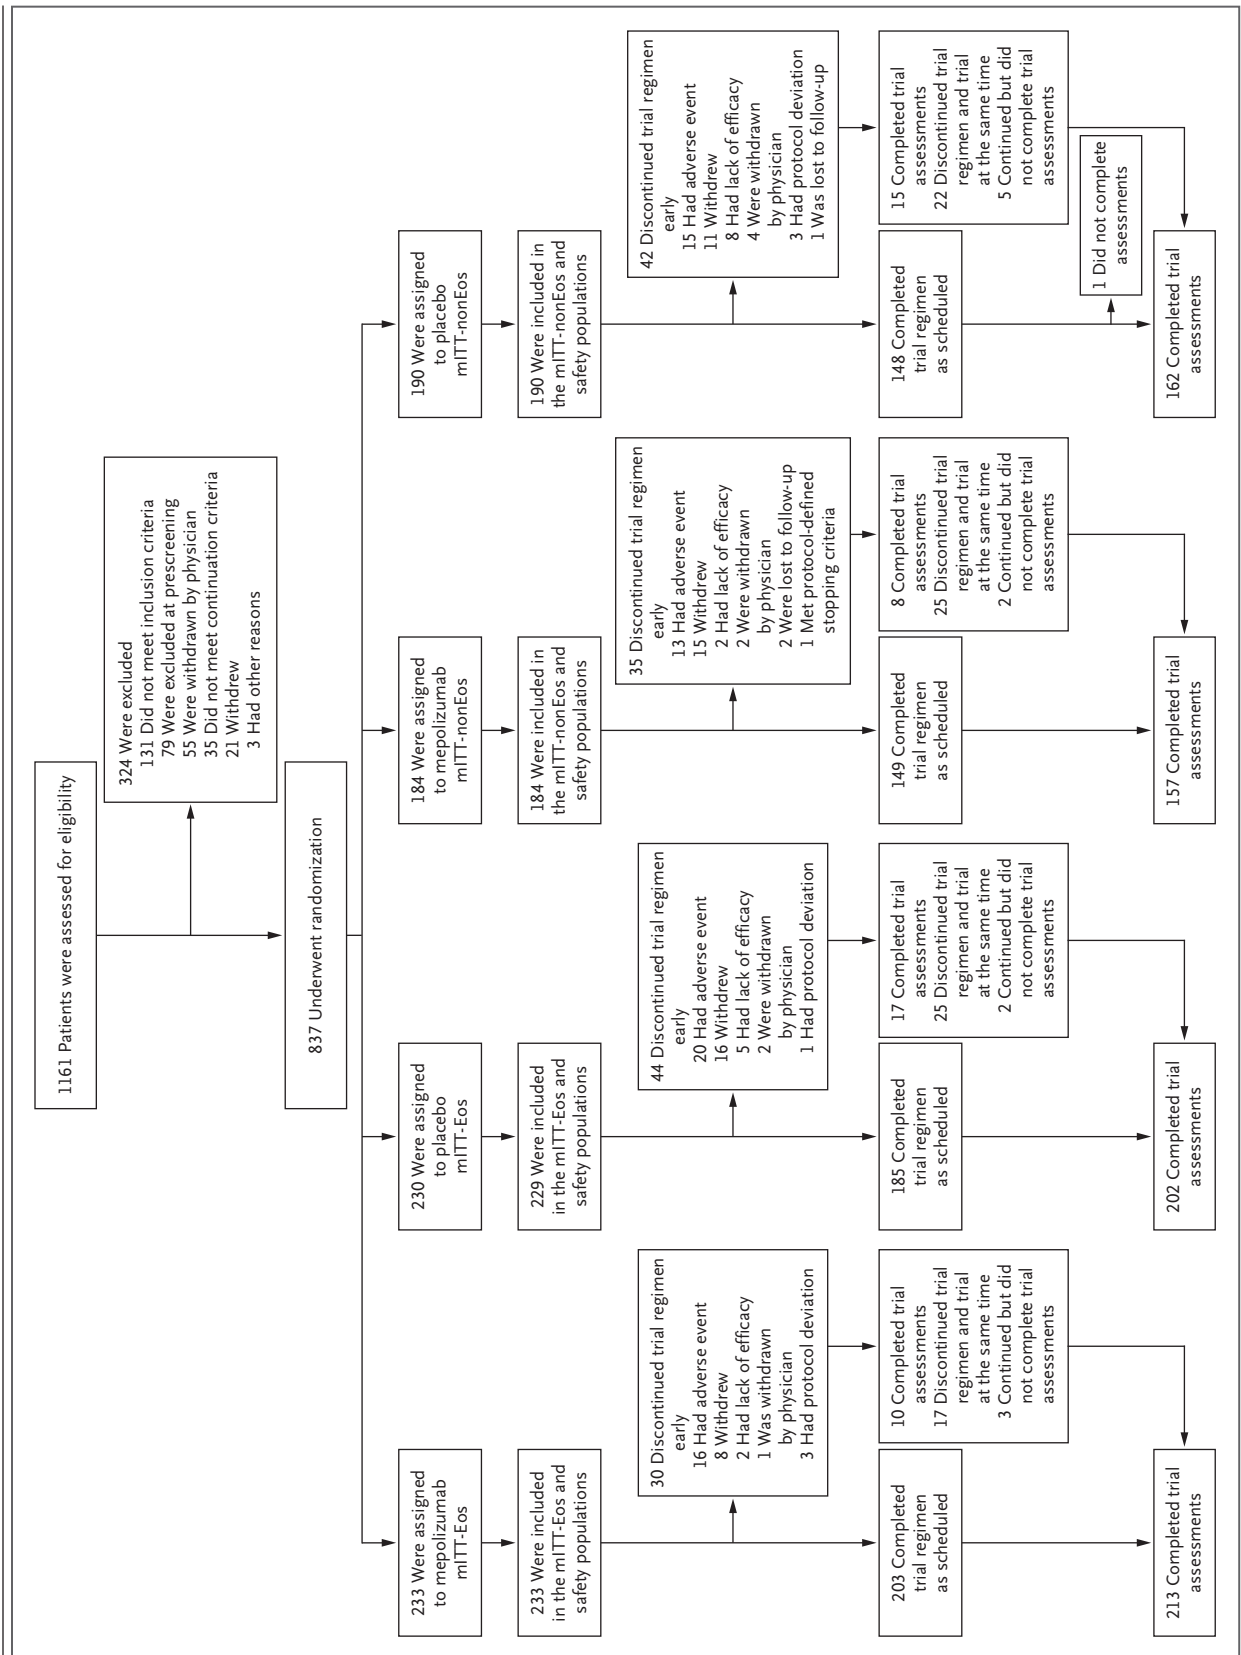 1161 Patients were assessed for eligibility
324 Were excluded
131 Did not meet inclusion criteria
79 Were excluded at prescreening
55 Were withdrawn by physician
35 Did not meet continuation criteria
21 Withdrew
3 Had other reasons
837 Underwent randomization
233 Were assigned
to mepolizumab
mITT-Eos
230 Were assigned
to placebo
mITT-Eos
184 Were assigned
to mepolizumab
mITT-nonEos
190 Were assigned
to placebo
mITT-nonEos
233 Were included
in the mITT-Eos and
safety populations
229 Were included
in the mITT-Eos and
safety populations
184 Were included in
the mITT-nonEos and
safety populations
190 Were included in
the mITT-nonEos and
safety populations
30 Discontinued trial regimen
early
16 Had adverse event
8 Withdrew
2 Had lack of efficacy
1 Was withdrawn
by physician
3 Had protocol deviation
44 Discontinued trial regimen
early
20 Had adverse event
16 Withdrew
5 Had lack of efficacy
2 Were withdrawn
by physician
1 Had protocol deviation
35 Discontinued trial regimen
early
13 Had adverse event
15 Withdrew
2 Had lack of efficacy
2 Were withdrawn
by physician
2 Were lost to follow-up
1 Met protocol-defined
stopping criteria
42 Discontinued trial regimen
early
15 Had adverse event
11 Withdrew
8 Had lack of efficacy
4 Were withdrawn
by physician
3 Had protocol deviation
1 Was lost to follow-up
203 Completed
trial regimen
as scheduled
10 Completed trial
assessments
17 Discontinued trial
regimen and trial
at the same time
3 Continued but did
not complete trial
assessments
185 Completed
trial regimen
as scheduled
17 Completed trial
assessments
25 Discontinued trial
regimen and trial
at the same time
2 Continued but did
not complete trial
assessments
149 Completed
trial regimen
as scheduled
8 Completed trial
assessments
25 Discontinued trial
regimen and trial
at the same time
2 Continued but did
not complete trial
assessments
148 Completed
trial regimen
as scheduled
15 Completed trial
assessments
22 Discontinued trial
regimen and trial
at the same time
5 Continued but did
not complete trial
assessments
1 Did not complete
assessments
213 Completed trial
assessments
202 Completed trial
assessments
157 Completed trial
assessments
162 Completed trial
assessments